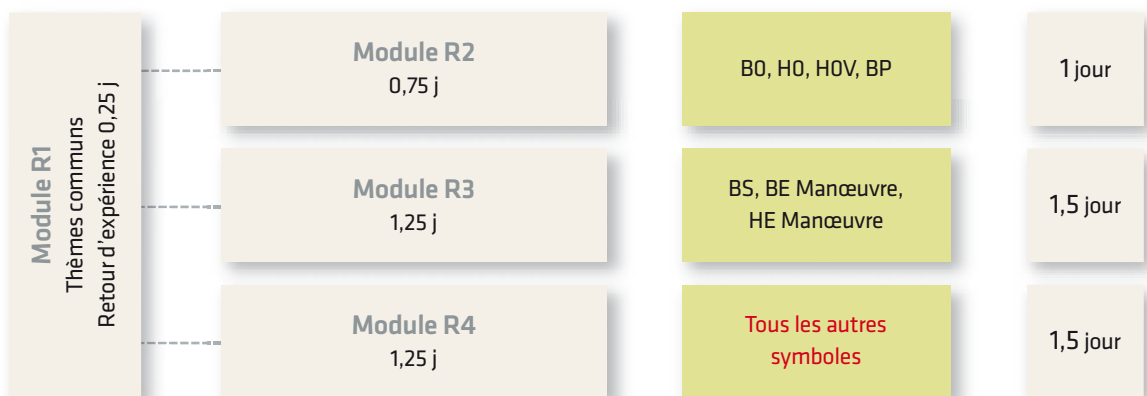 Module R1
Thèmes communs
Retour d'expérience 0,25 j
Module R2
0,75 j
B0, H0, H0V, BP
1 jour
Module R3
1,25 j
BS, BE Manœuvre,
HE Manœuvre
1,5 jour
Module R4
1,25 j
Tous les autres
symboles
1,5 jour